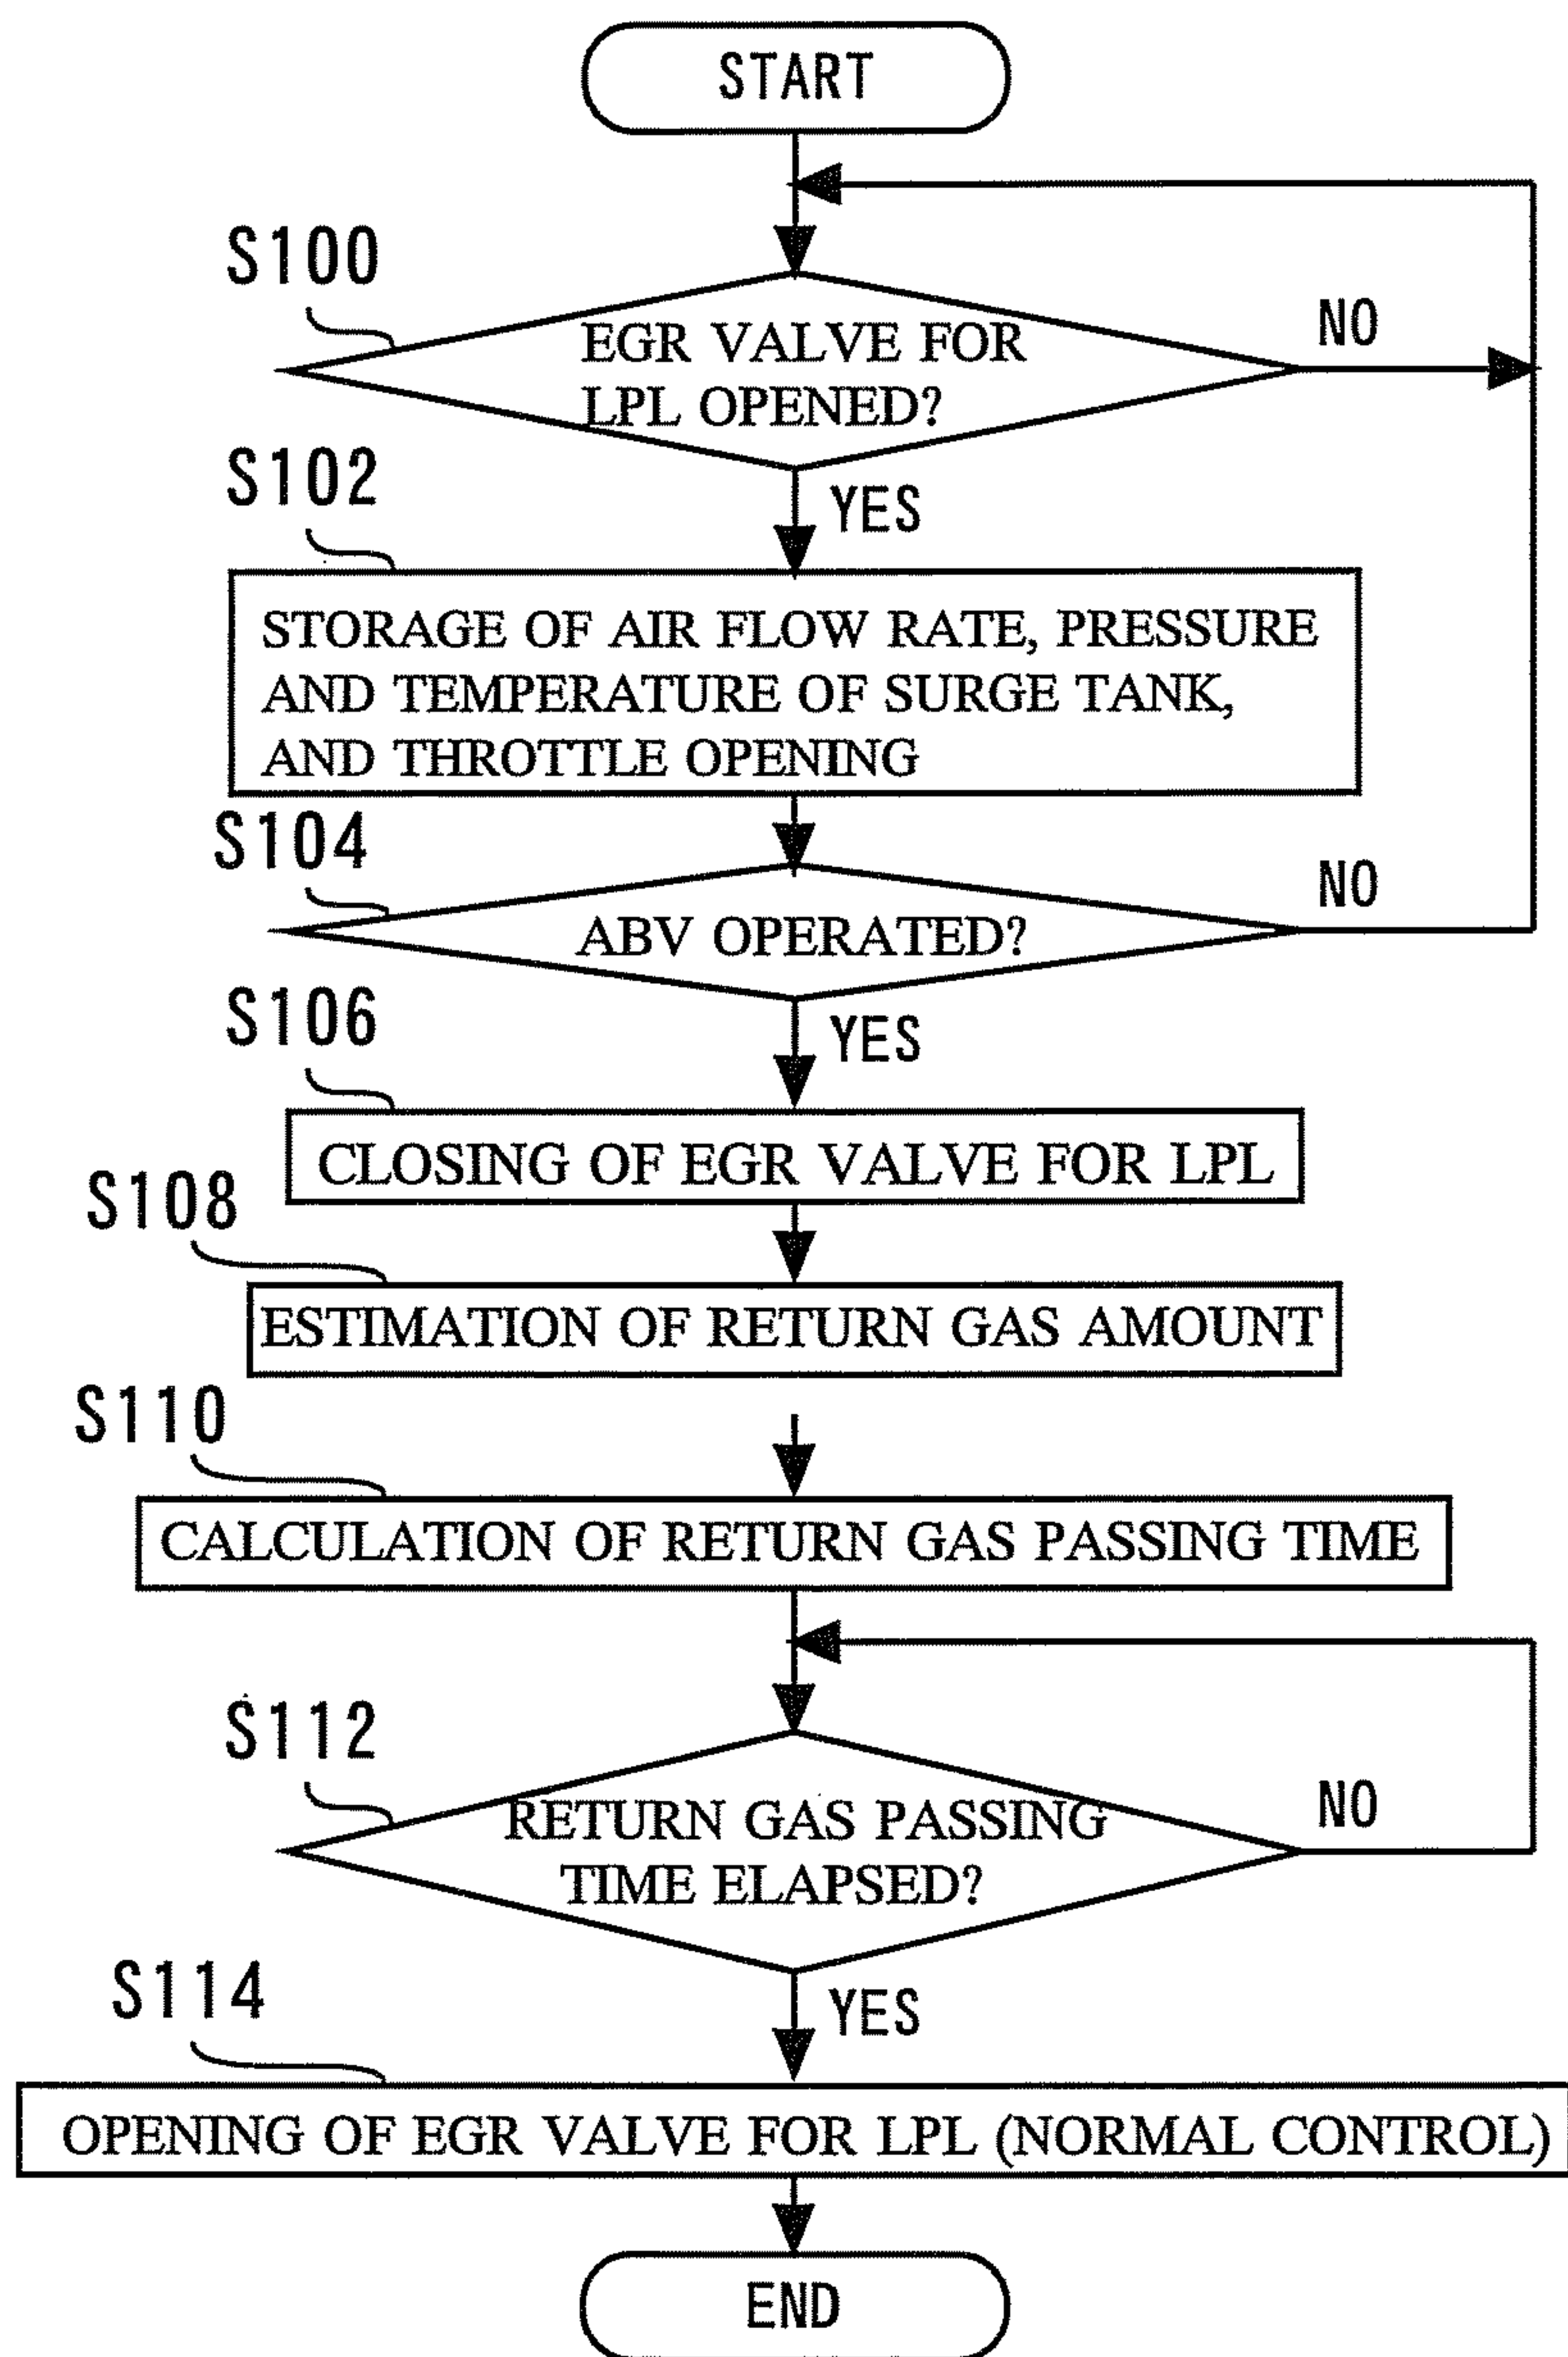 START
S100
EGR VALVE FOR
LPL OPENED?
NO
S102
YES
STORAGE OF AIR FLOW RATE, PRESSURE
AND TEMPERATURE OF SURGE TANK,
AND THROTTLE OPENING
S104
NO
ABV OPERATED?
S106
YES
CLOSING OF EGR VALVE FOR LPL
S108
ESTIMATION OF RETURN GAS AMOUNT
S110
CALCULATION OF RETURN GAS PASSING TIME
S112
RETURN GAS PASSING
TIME ELAPSED?
NO
S114
YES
OPENING OF EGR VALVE FOR LPL (NORMAL CONTROL)
END